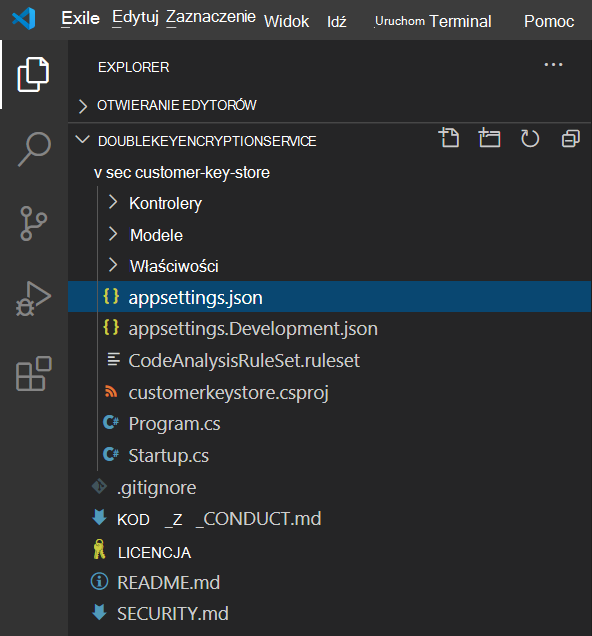 Exile Edytuj Zaznaczenie Widok Idź .Uruchom Terminal Pomoc
EXPLORER ...
OTWIERANIE EDYTORÓW
DOUBLEKEYENCRYPTIONSERVICE
v sec customer-key-store
Kontrolery
Modele
Właściwości
{} appsettings.json
{} appsettings.Development.json
CodeAnalysisRuleSet.ruleset
customerkeystore.csproj
C# Program.cs
C# Startup.cs
.gitignore
KOD _Z _CONDUCT.md
LICENCJA
README.md
SECURITY.md